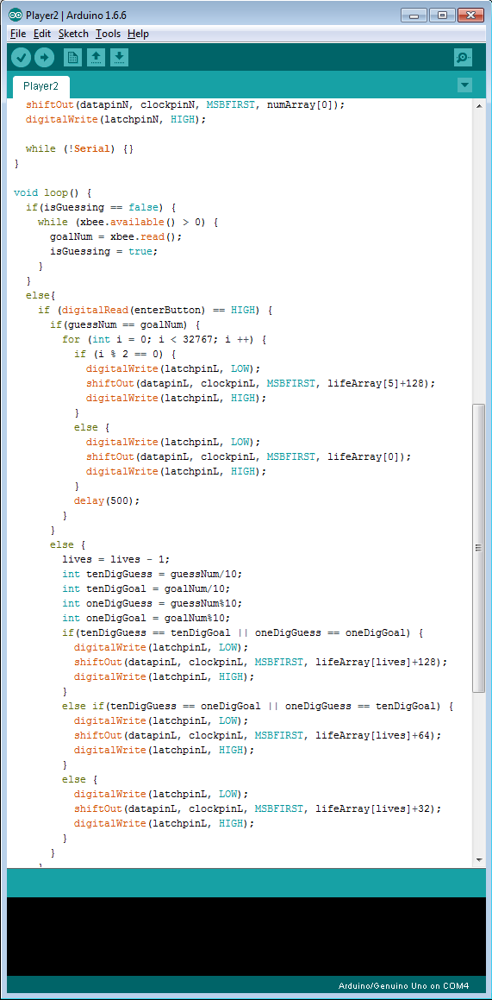 Player2 | Arduino 1.6.6
File Edit Sketch Tools Help
Player2
shiftOut(datapinN, clockpinN, MSBFIRST, numArray[0]);
digitalWrite(latchpinN, HIGH);
while (!Serial) {}
}
void loop() {
if(isGuessing == false) {
while (xbee.available() > 0) {
goalNum = xbee.read();
isGuessing = true;
}
}
else{
if (digitalRead(enterButton) == HIGH) {
if(guessNum == goalNum) {
for (int i = 0; i < 32767; i ++) {
if (i % 2 == 0) {
digitalWrite(latchpinL, LOW);
shiftOut(datapinL, clockpinL, MSBFIRST, lifeArray[5]+128);
digitalWrite(latchpinL, HIGH);
}
else {
digitalWrite(latchpinL, LOW);
shiftOut(datapinL, clockpinL, MSBFIRST, lifeArray[0]);
digitalWrite(latchpinL, HIGH);
}
delay(500);
}
}
else {
lives = lives - 1;
int tenDigGuess = guessNum/10;
int tenDigGoal = goalNum/10;
int oneDigGuess = guessNum%10;
int oneDigGoal = goalNum%10;
if(tenDigGuess == tenDigGoal || oneDigGuess == oneDigGoal) {
digitalWrite(latchpinL, LOW);
shiftOut(datapinL, clockpinL, MSBFIRST, lifeArray[lives]+128);
digitalWrite(latchpinL, HIGH);
}
else if(tenDigGuess == oneDigGoal || oneDigGuess == tenDigGoal) {
digitalWrite(latchpinL, LOW);
shiftOut(datapinL, clockpinL, MSBFIRST, lifeArray[lives]+64);
digitalWrite(latchpinL, HIGH);
}
else {
digitalWrite(latchpinL, LOW);
shiftOut(datapinL, clockpinL, MSBFIRST, lifeArray[lives]+32);
digitalWrite(latchpinL, HIGH);
}
}
Arduino/Genuino Uno on COM4